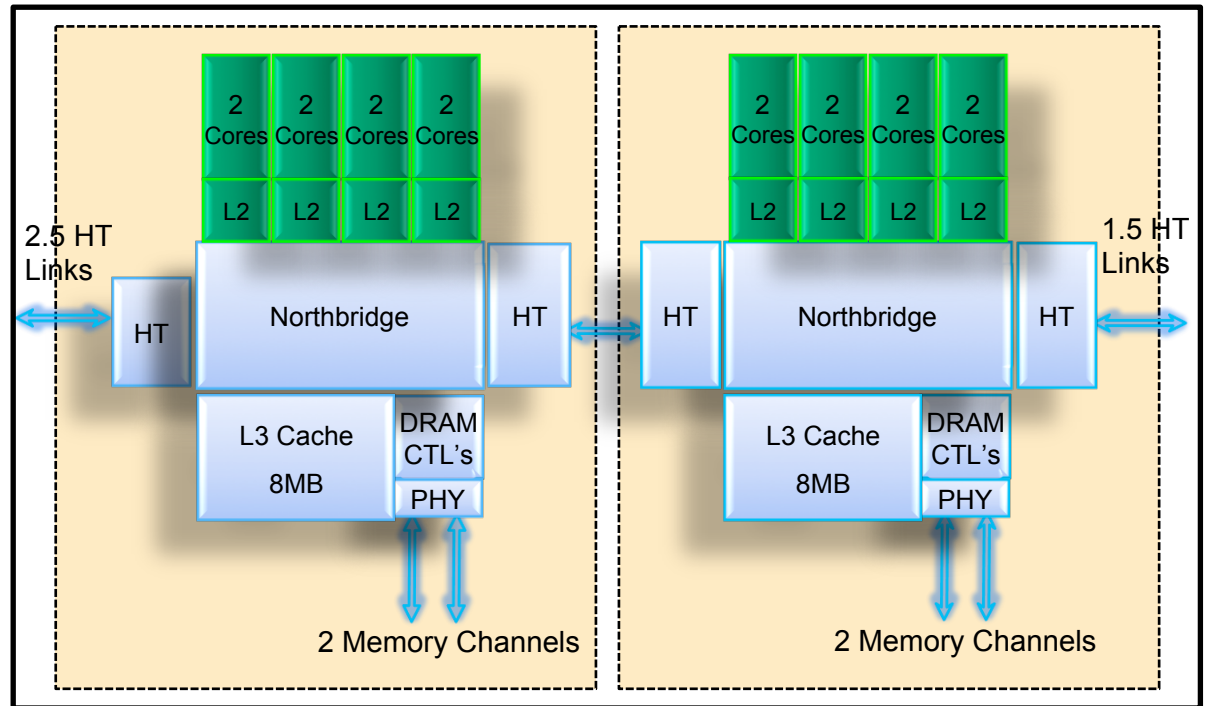 2
Cores
2
Cores
2
Cores
2
Cores
L2
L2
L2
L2
2.5 HT
Links
HT
Northbridge
HT
L3 Cache
8MB
DRAM
CTL’s
PHY
2 Memory Channels
2
Cores
2
Cores
2
Cores
2
Cores
L2
L2
L2
L2
HT
Northbridge
HT
1.5 HT
Links
L3 Cache
8MB
DRAM
CTL’s
PHY
2 Memory Channels